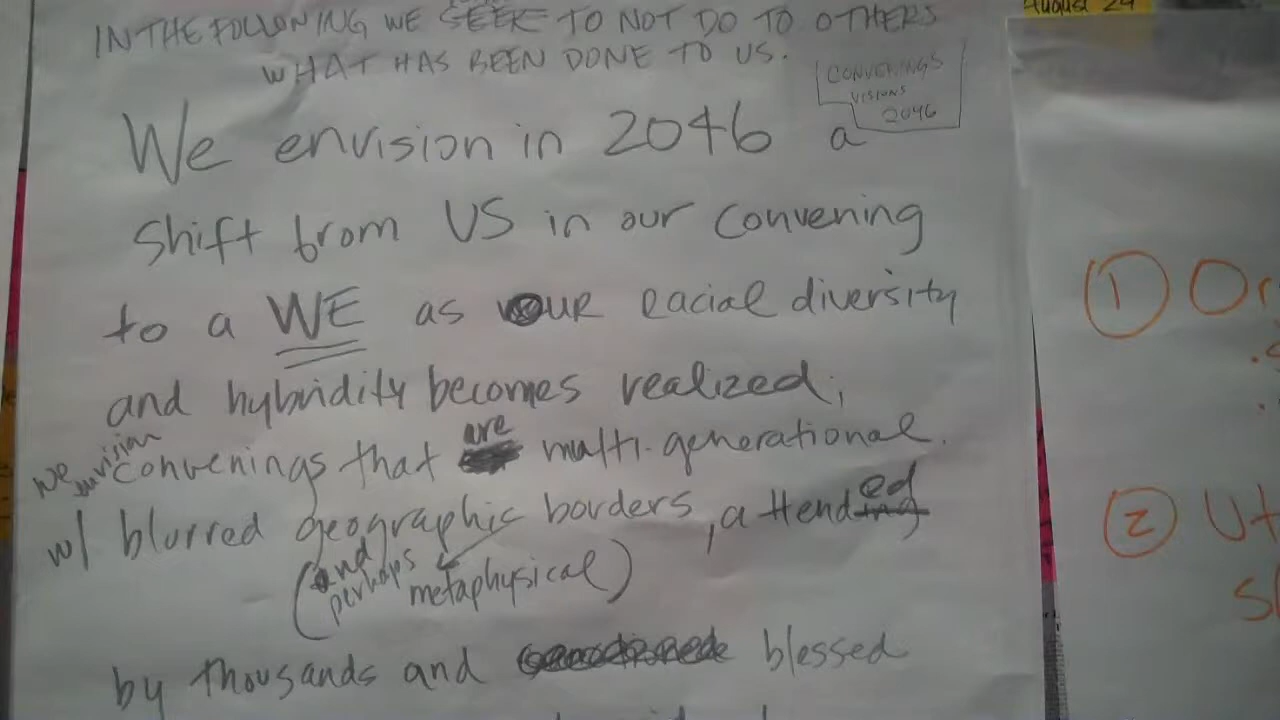 IN THE FOLLOWING WE SEEK TO NOT DO TO OTHERS
WHAT HAS BEEN DONE TO US.
CONVENINGS
VISIONS
2046
We envision in 2046 a
shift from US in our convening
to a WE as OUR racial diversity
and hybridity becomes realized;
we envision convenings that are multi-generational.
w/ blurred geographic borders, attended
(and perhaps metaphysical)
by thousands and blessed
August 29
1 Or
2 Ut